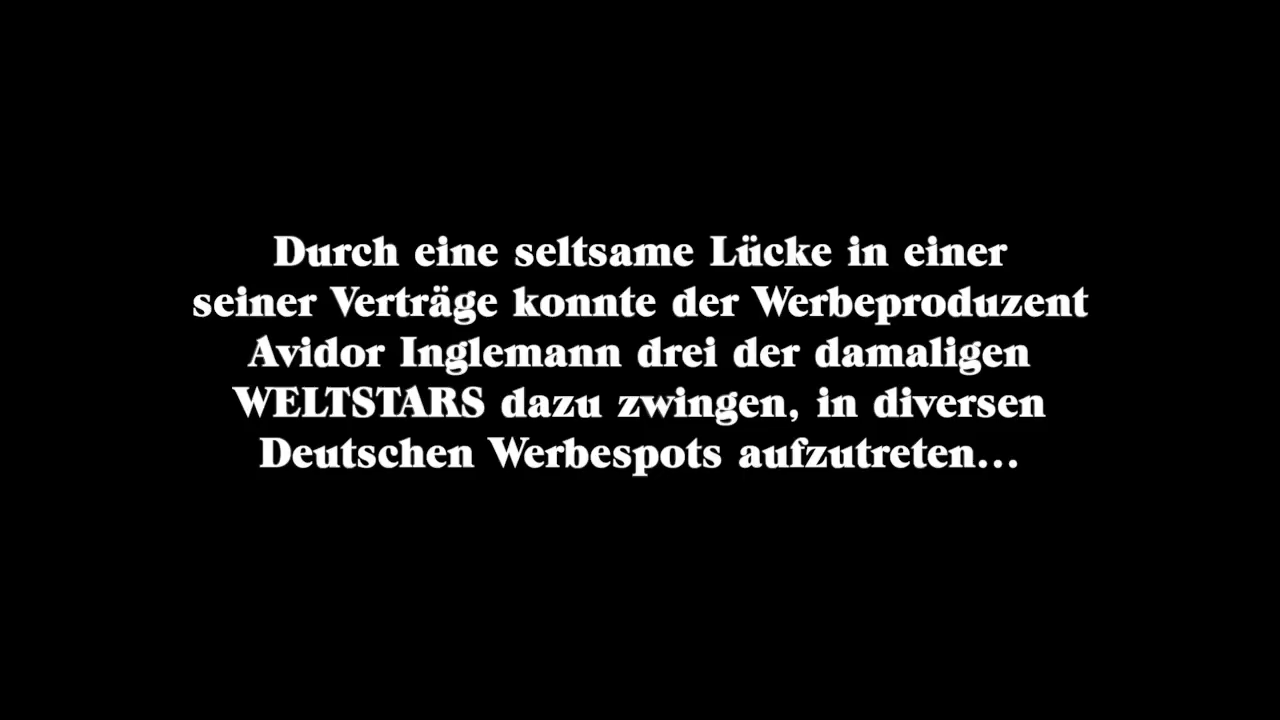 Durch eine seltsame Lücke in einer
seiner Verträge konnte der Werbeproduzent
Avidor Inglemann drei der damaligen
WELTSTARS dazu zwingen, in diversen
Deutschen Werbespots aufzutreten...